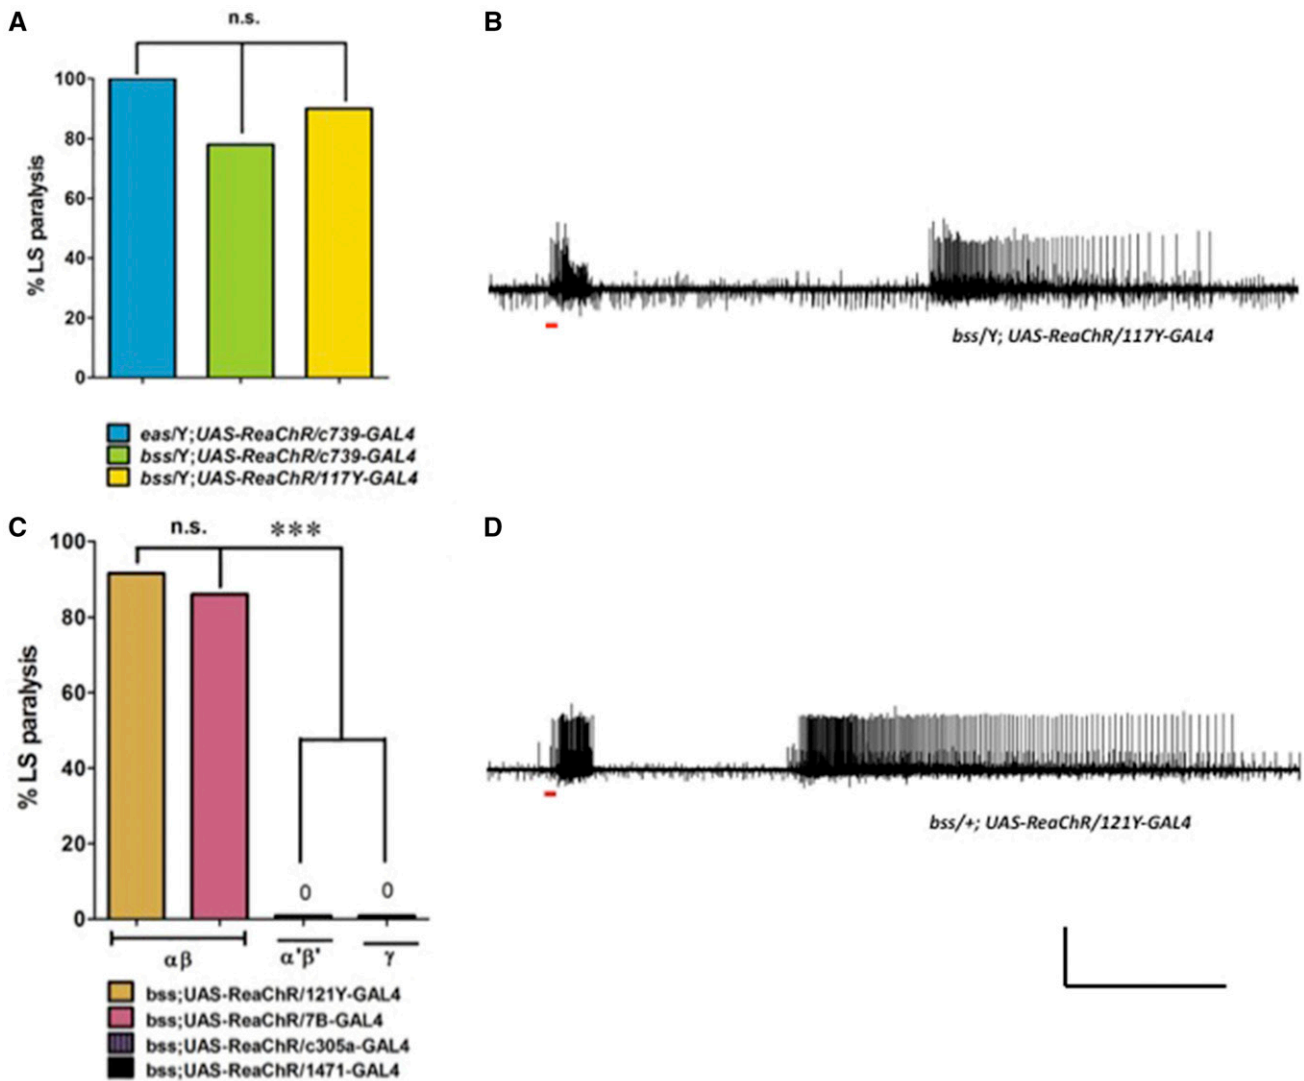 A
n.s.
100
80
60
40
20
0
% LS paralysis
eas/Y;UAS-ReaChR/c739-GAL4
bss/Y;UAS-ReaChR/c739-GAL4
bss/Y;UAS-ReaChR/117Y-GAL4
B
bss/Y; UAS-ReaChR/117Y-GAL4
C
n.s.
***
100
80
60
40
20
0
% LS paralysis
0
0
αβ
α'β'
γ
bss;UAS-ReaChR/121Y-GAL4
bss;UAS-ReaChR/7B-GAL4
bss;UAS-ReaChR/c305a-GAL4
bss;UAS-ReaChR/1471-GAL4
D
bss/+; UAS-ReaChR/121Y-GAL4